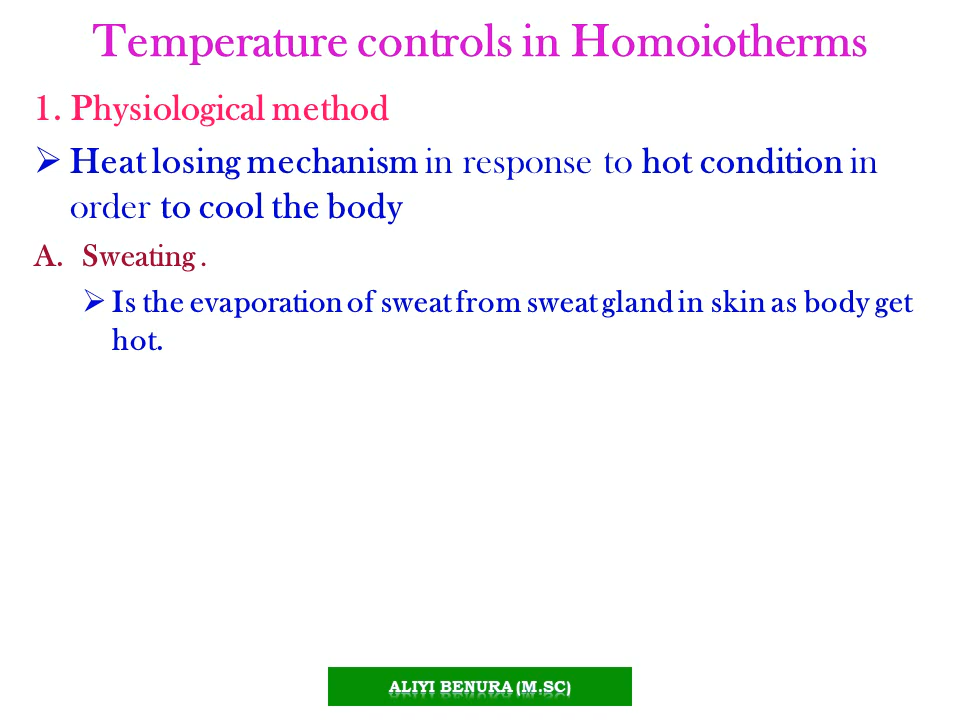 Temperature controls in Homoiotherms
1. Physiological method
➢ Heat losing mechanism in response to hot condition in
order to cool the body
A. Sweating .
➢ Is the evaporation of sweat from sweat gland in skin as body get
hot.
ALIYI BENURA (M.SC)